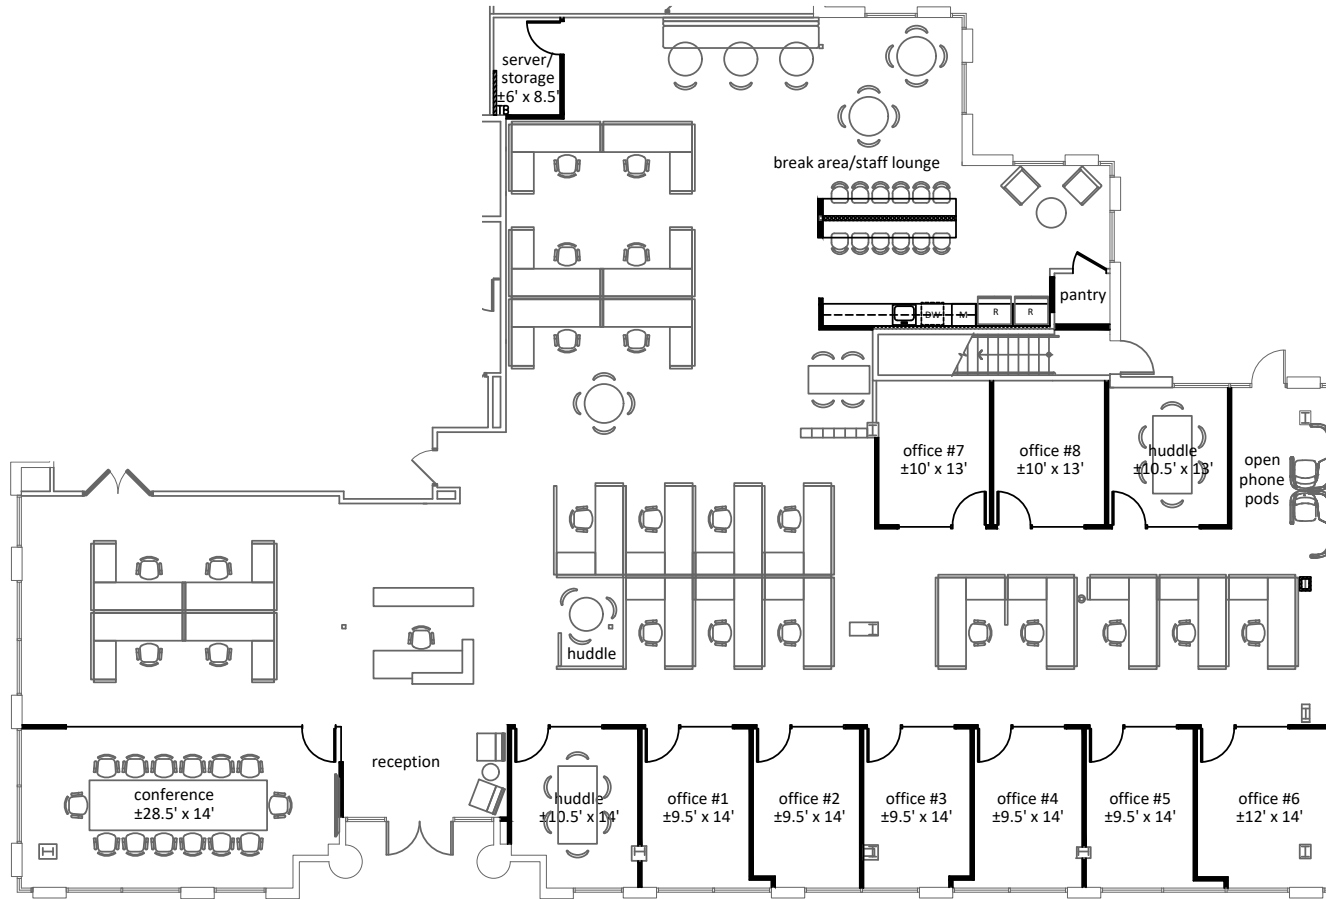 server/
storage
±6' x 8.5'
TB
break area/staff lounge
pantry
DW
M
R
R
office #7
±10' x 13'
office #8
±10' x 13'
huddle
±10.5' x 13'
open
phone
pods
huddle
reception
conference
±28.5' x 14'
huddle
±10.5' x 14'
office #1
±9.5' x 14'
office #2
±9.5' x 14'
office #3
±9.5' x 14'
office #4
±9.5' x 14'
office #5
±9.5' x 14'
office #6
±12' x 14'